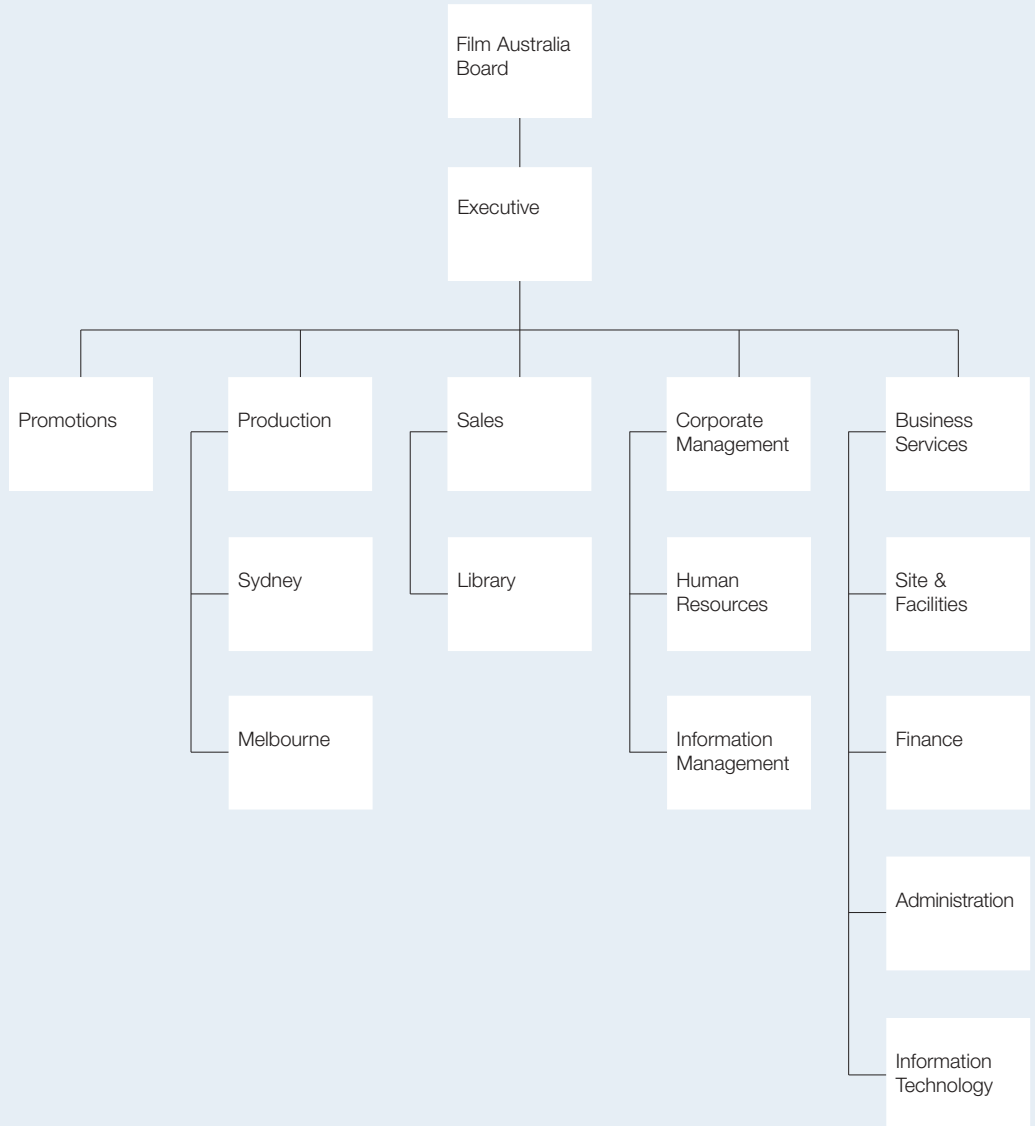 Film Australia
Board
Executive
Promotions
Production
Sales
Corporate
Management
Business
Services
Sydney
Library
Human
Resources
Site &
Facilities
Melbourne
Information
Management
Finance
Administration
Information
Technology